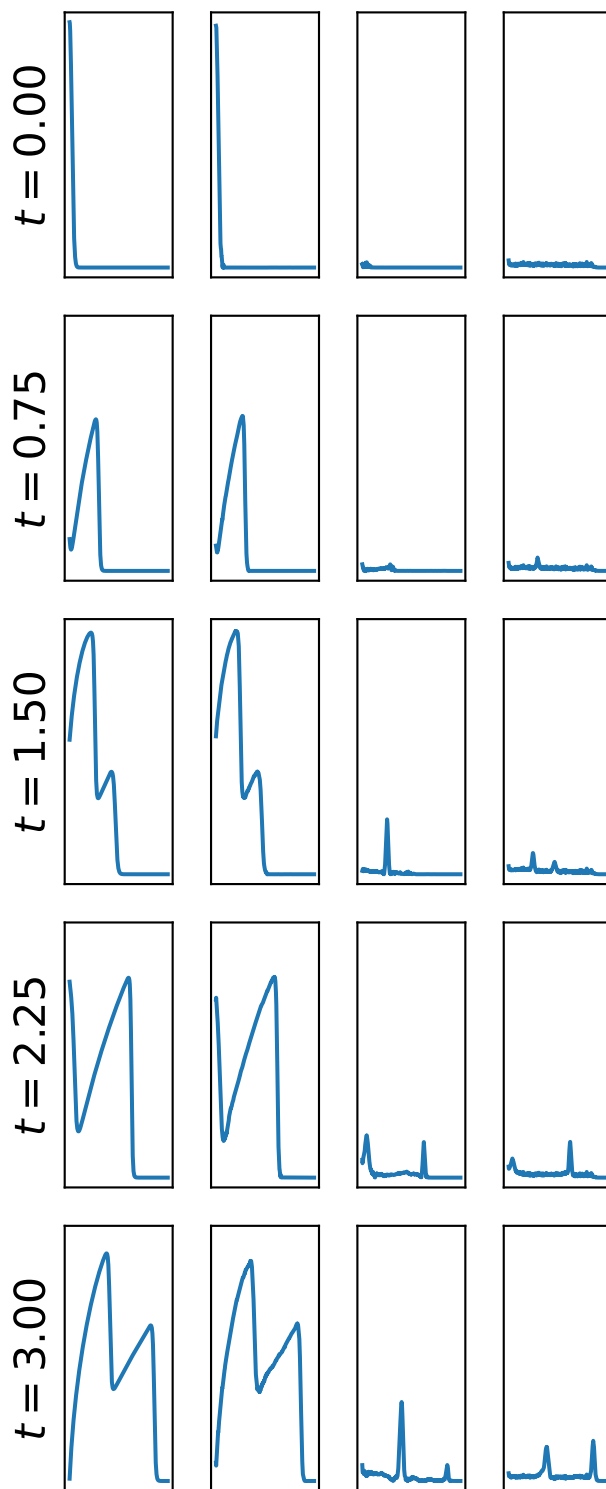 t = 0.00
t = 0.75
t = 1.50
t = 2.25
t = 3.00